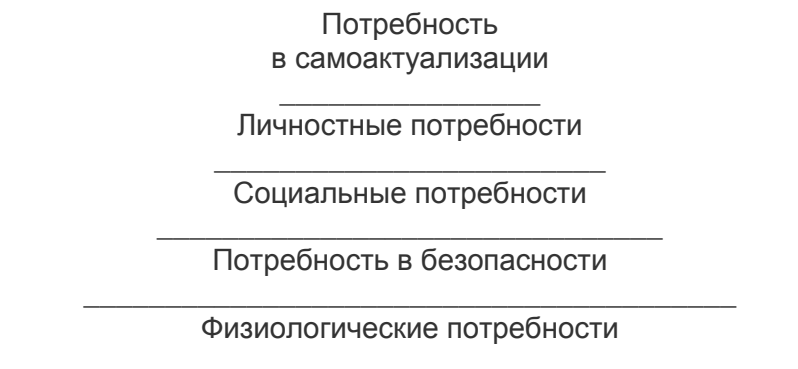 Потребность
в самоактуализации
Личностные потребности
Социальные потребности
Потребность в безопасности
Физиологические потребности